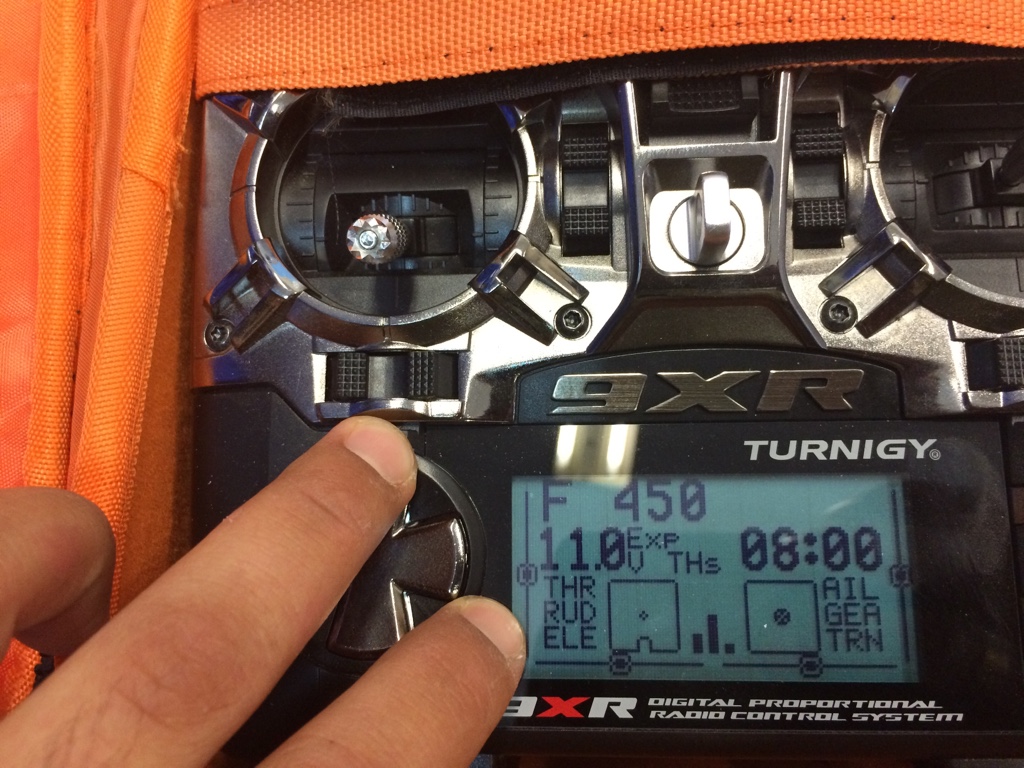 9XR
TURNIGY
F 450
11.0V Exp THs 08:00
THR
RUD
ELE
AIL
GEA
TRN
9XR DIGITAL PROPORTIONAL
RADIO CONTROL SYSTEM